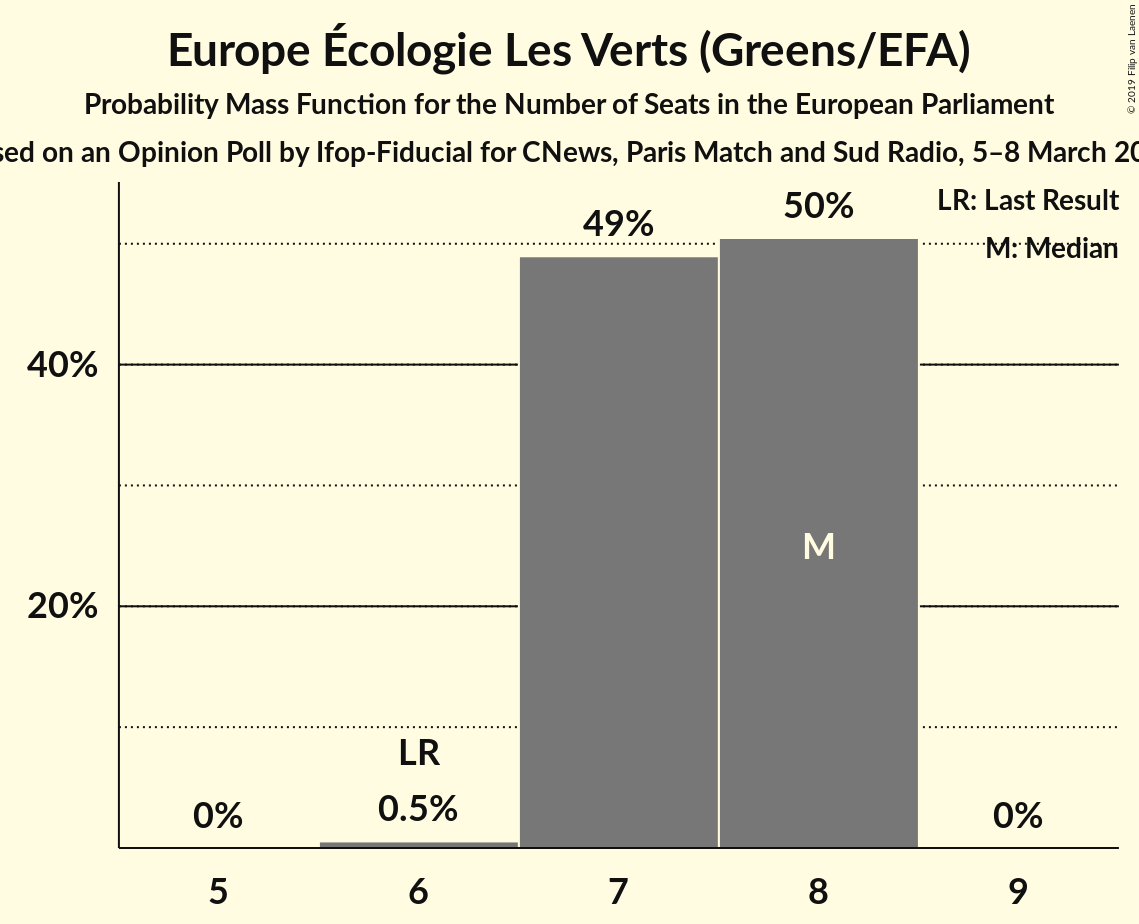 Europe Écologie Les Verts (Greens/EFA)
Probability Mass Function for the Number of Seats in the European Parliament
on an Opinion Poll by Ifop-Fiducial for CNews, Paris Match and Sud Radio, 5–8 March
© 2019 Filip van Laenen
LR: Last Result
M: Median
49%
50%
40%
20%
M
LR
0%
0.5%
0%
5
6
7
8
9